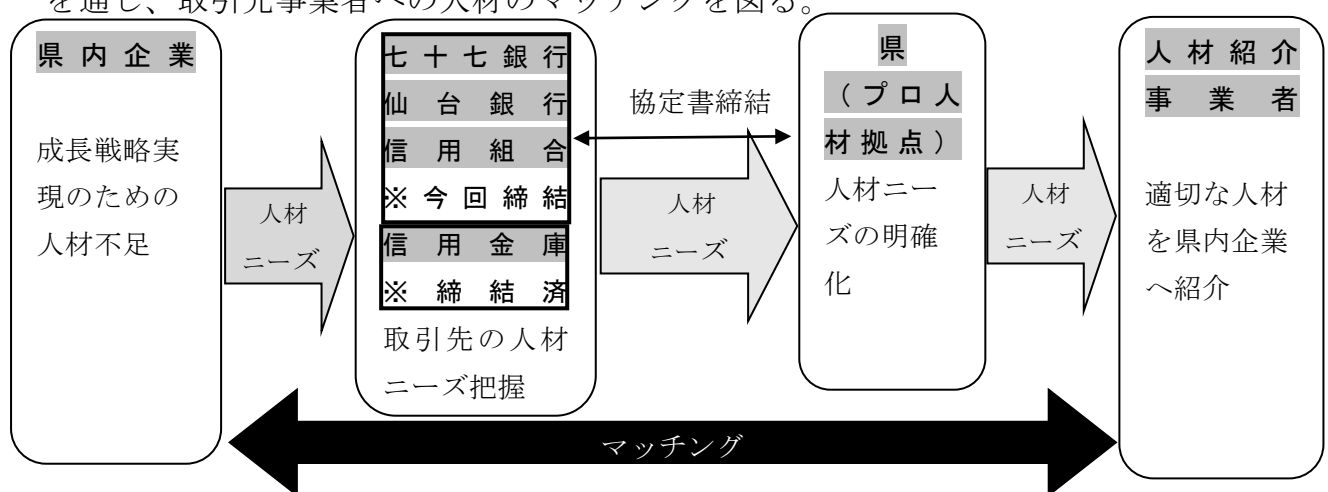 を通し、取引先事業者への人材のマッチングを図る。
県内企業
成長戦略実
現のための
人材不足
人材
ニーズ
七十七銀行
仙台銀行
信用組合
※今回締結
信用金庫
※締結済
取引先の人材
ニーズ把握
協定書締結
人材
ニーズ
県
（プロ人
材拠点）
人材ニー
ズの明確
化
人材
ニーズ
人材紹介
事業者
適切な人材
を県内企業
へ紹介
マッチング